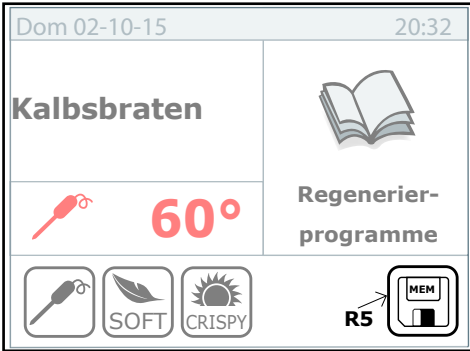 Dom 02-10-15 20:32
Kalbsbraten
60°
Regenerier-
programme
SOFT
CRISPY
R5
MEM